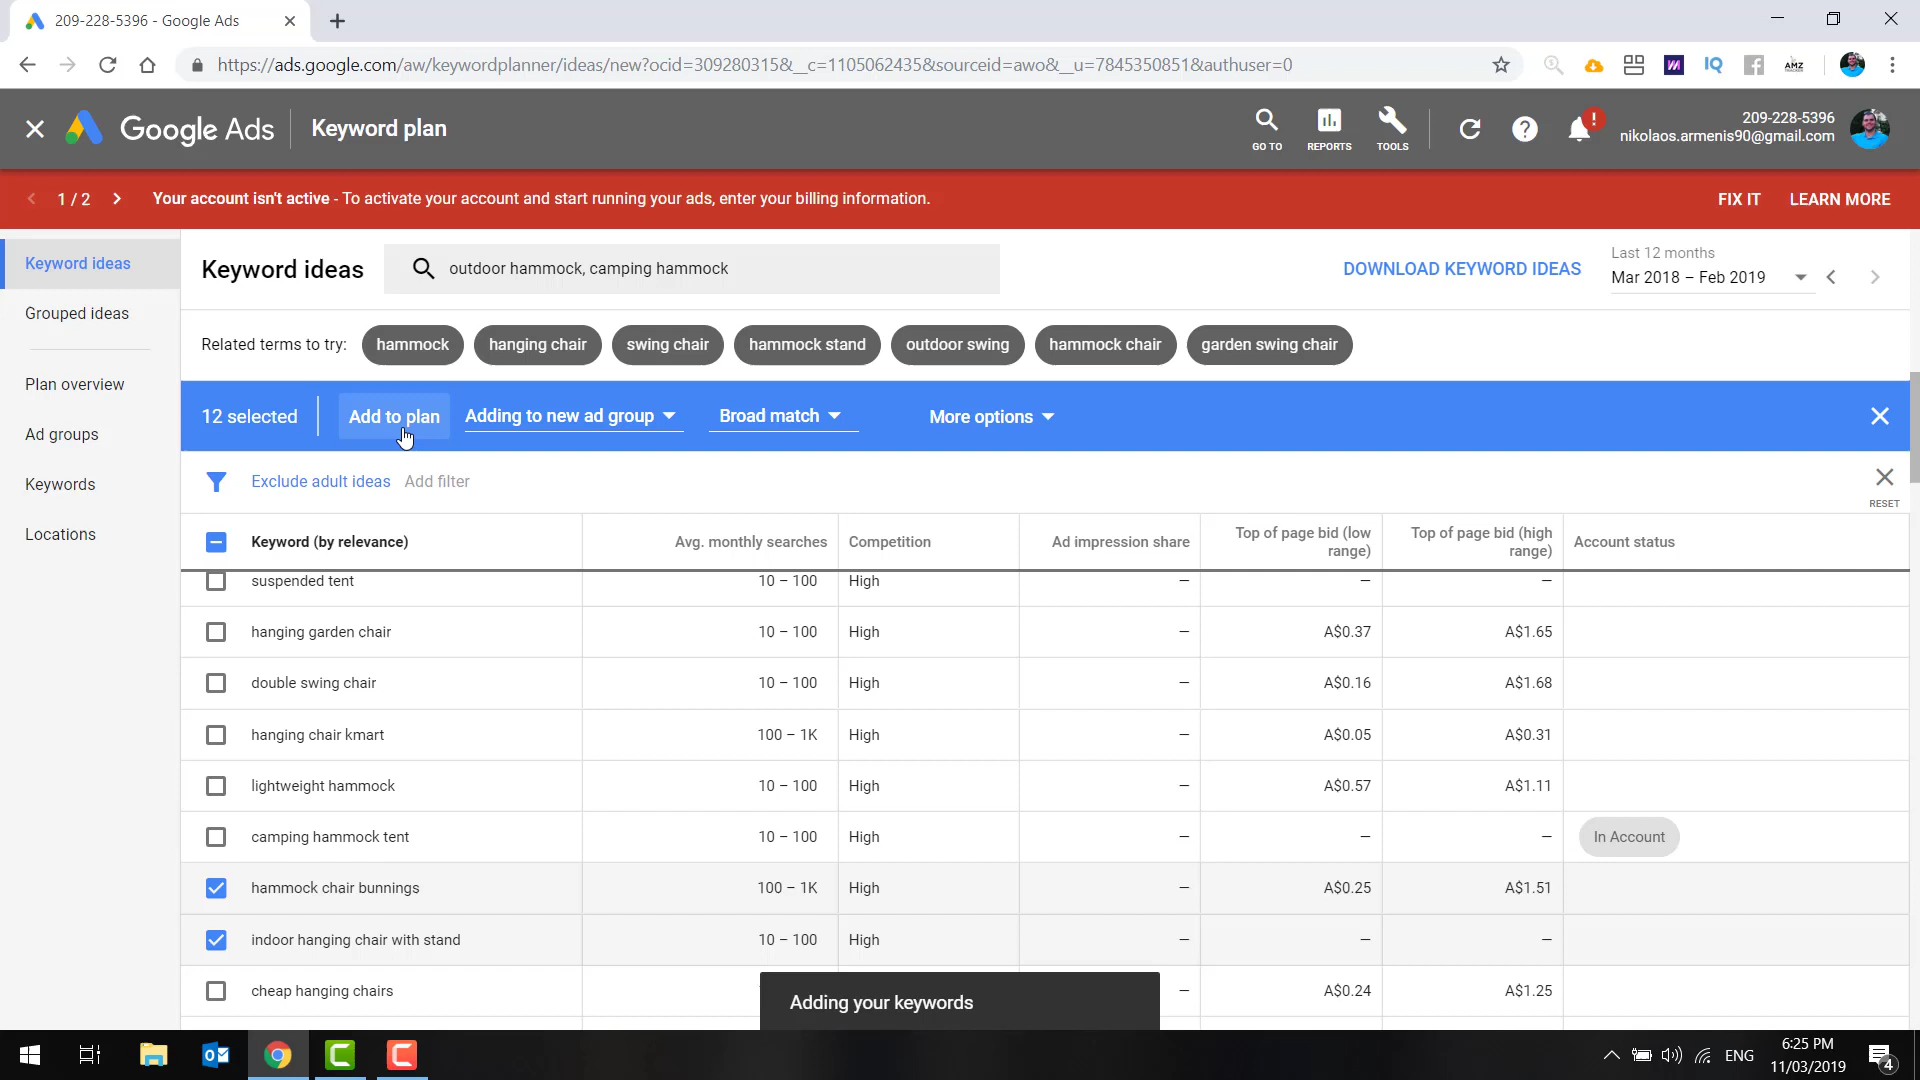 209-228-5396 - Google Ads
https://ads.google.com/aw/keywordplanner/ideas/new?ocid=309280315&__c=1105062435&sourceid=awo&__u=7845350851&authuser=0
IQ
AMZ
Google Ads
Keyword plan
GO TO
REPORTS
TOOLS
!
209-228-5396
nikolaos.armenis90@gmail.com
1 / 2
Your account isn't active - To activate your account and start running your ads, enter your billing information.
FIX IT
LEARN MORE
Keyword ideas
Grouped ideas
Plan overview
Ad groups
Keywords
Locations
Keyword ideas
outdoor hammock, camping hammock
DOWNLOAD KEYWORD IDEAS
Last 12 months
Mar 2018 – Feb 2019
Related terms to try: hammock hanging chair swing chair hammock stand outdoor swing hammock chair garden swing chair
12 selected Add to plan Adding to new ad group Broad match More options
Exclude adult ideas Add filter
RESET
Keyword (by relevance) Avg. monthly searches Competition Ad impression share Top of page bid (low range) Top of page bid (high range) Account status
suspended tent 10 – 100 High – – –
hanging garden chair 10 – 100 High – A$0.37 A$1.65
double swing chair 10 – 100 High – A$0.16 A$1.68
hanging chair kmart 100 – 1K High – A$0.05 A$0.31
lightweight hammock 10 – 100 High – A$0.57 A$1.11
camping hammock tent 10 – 100 High – – – In Account
hammock chair bunnings 100 – 1K High – A$0.25 A$1.51
indoor hanging chair with stand 10 – 100 High – – –
cheap hanging chairs – A$0.24 A$1.25
Adding your keywords
ENG
6:25 PM
11/03/2019
4